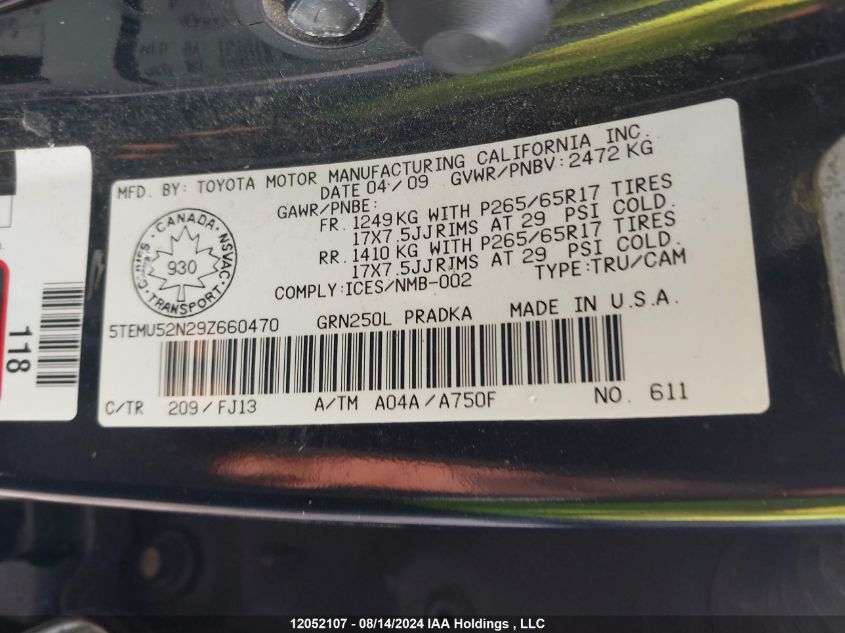 MFD. BY: TOYOTA MOTOR MANUFACTURING CALIFORNIA INC.
DATE 04/09 GVWR/PNBV: 2472 KG
GAWR/PNBE:
FR. 1249 KG WITH P265/65R17 TIRES
17X7.5JJRIMS AT 29 PSI COLD.
RR. 1410 KG WITH P265/65R17 TIRES
17X7.5JJRIMS AT 29 PSI COLD.
COMPLY:ICES/NMB-002 TYPE:TRU/CAM
CANADA
NSVAC
930
TRANSPORT
5TEMU52N29Z660470 GRN250L PRADKA MADE IN U.S.A.
C/TR 209/FJ13 A/TM A04A/A750F NO. 611
118
12052107 - 08/14/2024 IAA Holdings , LLC